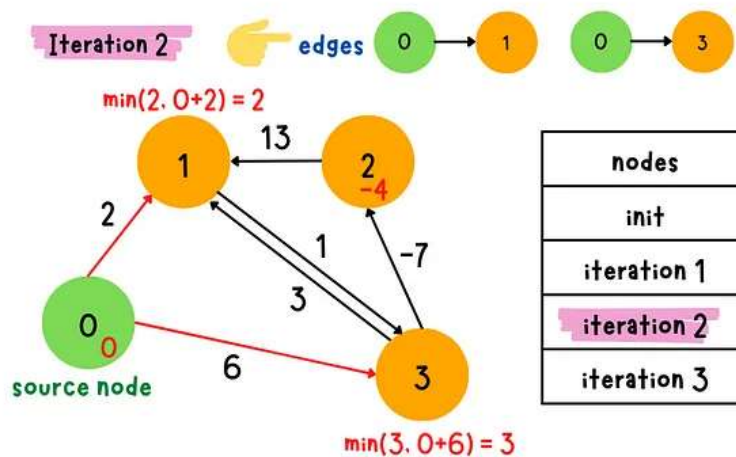 Iteration 2
edges
0
1
0
3
min(2, 0+2) = 2
1
13
2
-4
2
1
-7
3
0
0
6
3
source node
min(3, 0+6) = 3
nodes
init
iteration 1
iteration 2
iteration 3